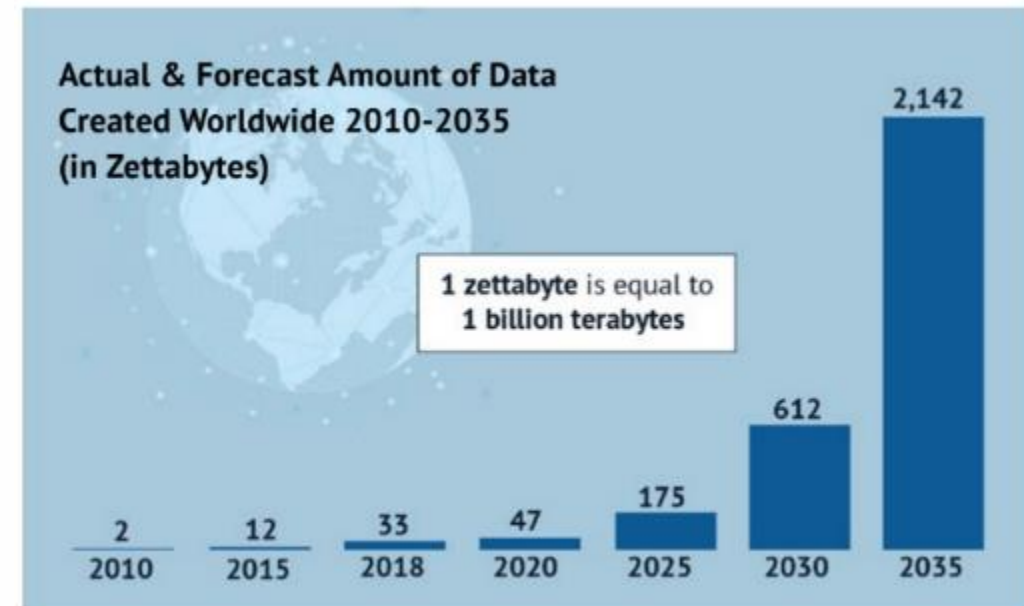 Actual & Forecast Amount of Data
Created Worldwide 2010-2035
(in Zettabytes)
2,142
1 zettabyte is equal to
1 billion terabytes
612
175
47
33
12
2
2010
2015
2018
2020
2025
2030
2035